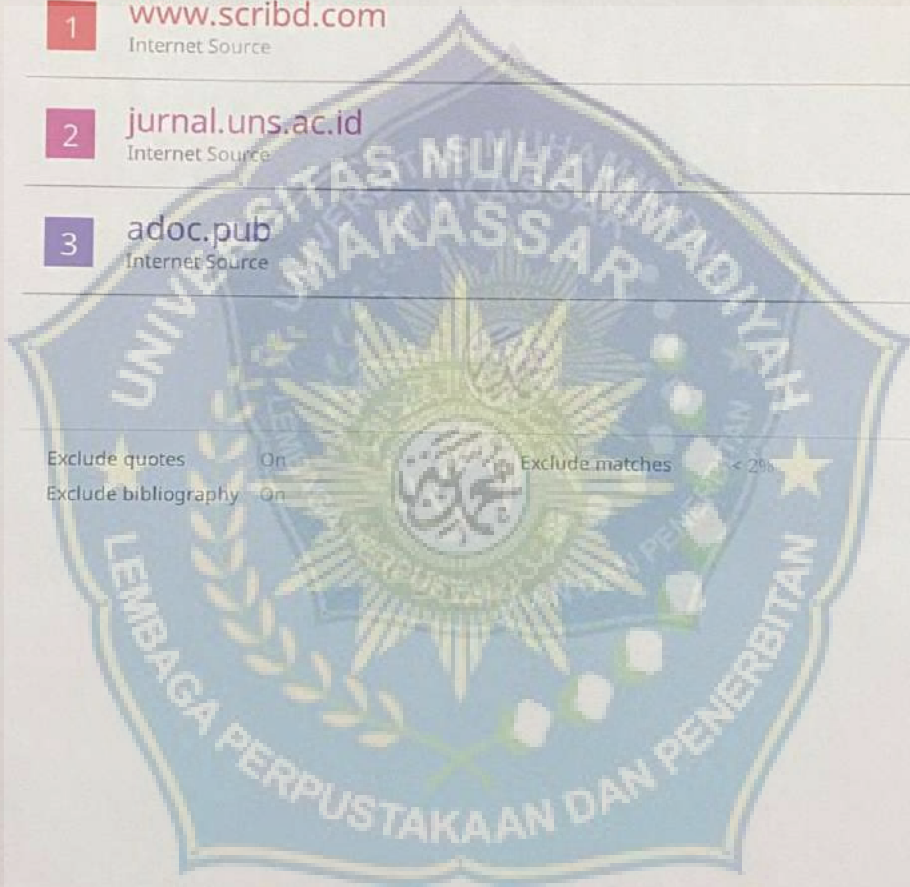 1 www.scribd.com
Internet Source
2 jurnal.uns.ac.id
Internet Source
3 adoc.pub
Internet Source
UNIVERSITAS MUHAMMADIYAH
MAKASSAR
Exclude quotes On
Exclude matches < 2%
Exclude bibliography On
LEMBAGA PERPUSTAKAAN DAN PENERBITAN